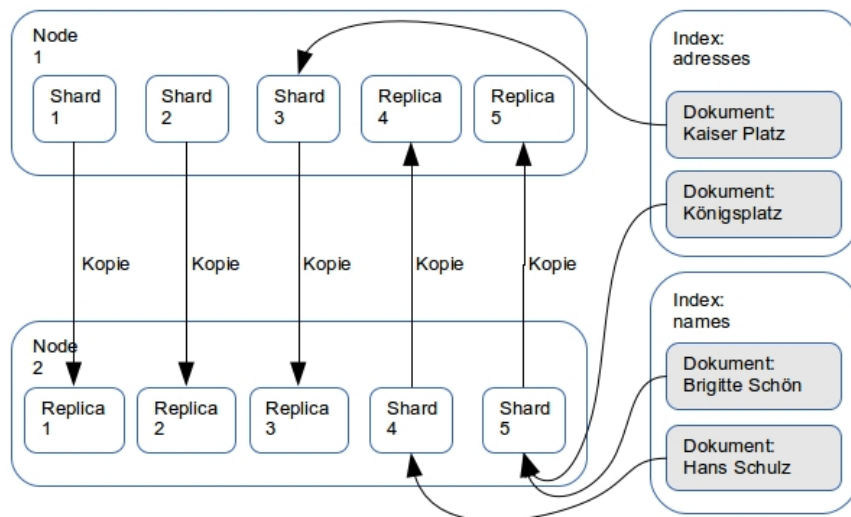 Node
1
Shard
1
Shard
2
Shard
3
Replica
4
Replica
5
Kopie
Kopie
Kopie
Kopie
Kopie
Node
2
Replica
1
Replica
2
Replica
3
Shard
4
Shard
5
Index:
adresses
Dokument:
Kaiser Platz
Dokument:
Königsplatz
Index:
names
Dokument:
Brigitte Schön
Dokument:
Hans Schulz